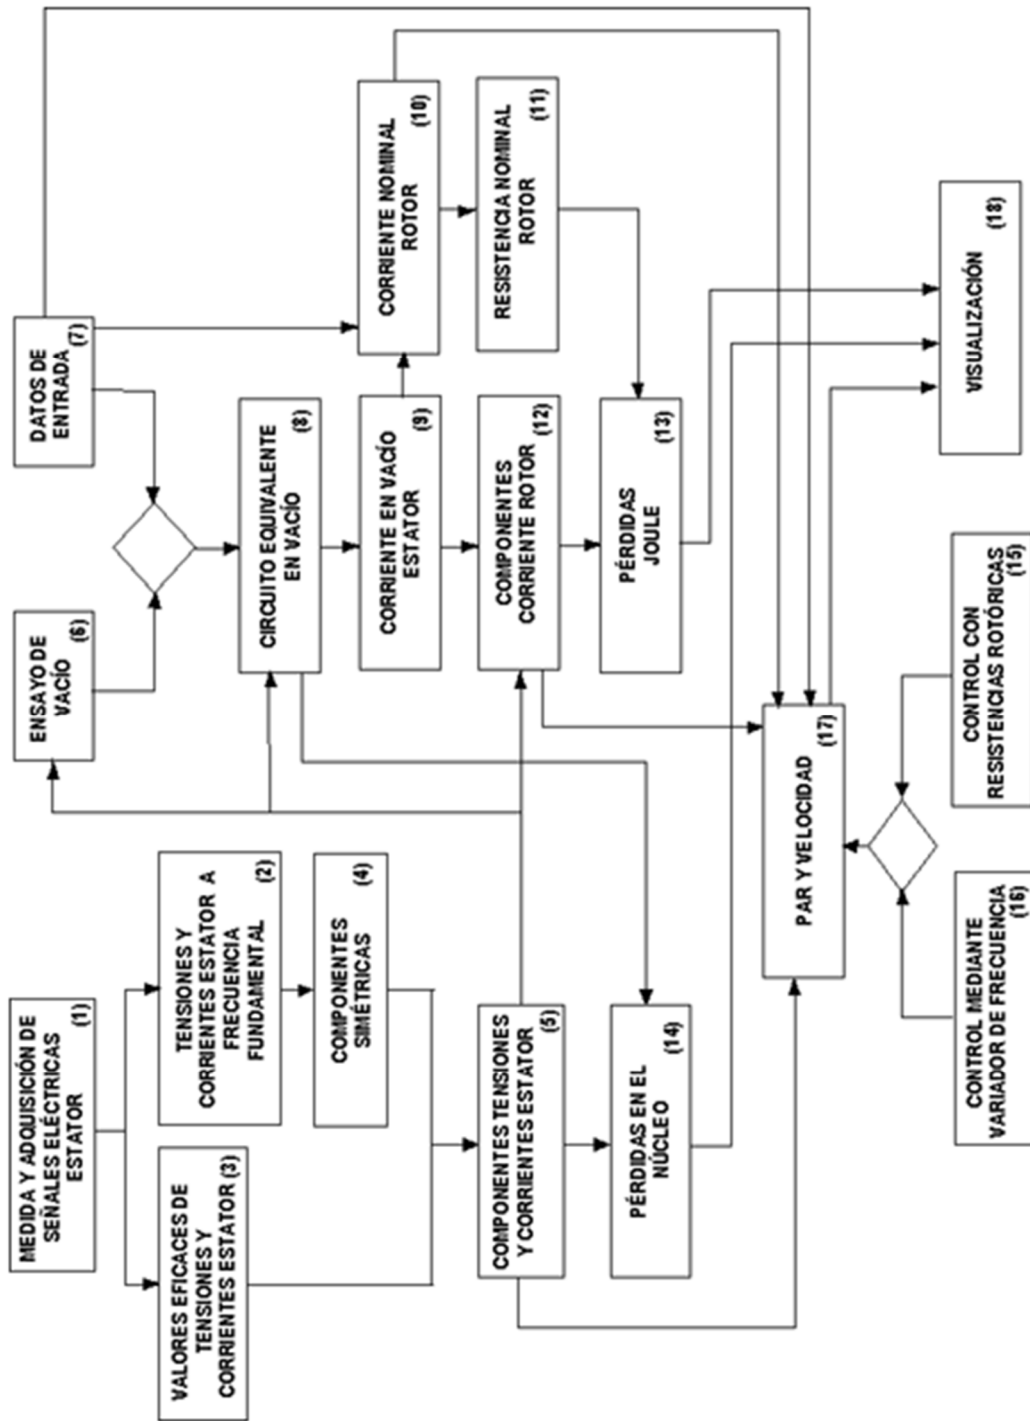 MEDIDA Y ADQUISICIÓN DE
SEÑALES ELÉCTRICAS
ESTATOR
(1)
TENSIONES Y
CORRIENTES ESTATOR A
FRECUENCIA
FUNDAMENTAL
(2)
VALORES EFICACES DE
TENSIONES Y
CORRIENTES ESTATOR (3)
COMPONENTES
SIMÉTRICAS
(4)
COMPONENTES TENSIONES
Y CORRIENTES ESTATOR
(5)
ENSAYO DE
VACÍO
(6)
DATOS DE
ENTRADA
(7)
CIRCUITO EQUIVALENTE
EN VACÍO
(8)
CORRIENTE EN VACÍO
ESTATOR
(9)
CORRIENTE NOMINAL
ROTOR
(10)
RESISTENCIA NOMINAL
ROTOR
(11)
COMPONENTES
CORRIENTE ROTOR
(12)
PÉRDIDAS
JOULE
(13)
PÉRDIDAS EN EL
NÚCLEO
(14)
CONTROL CON
RESISTENCIAS ROTÓRICAS
(15)
CONTROL MEDIANTE
VARIADOR DE FRECUENCIA
(16)
PAR Y VELOCIDAD
(17)
VISUALIZACIÓN
(18)